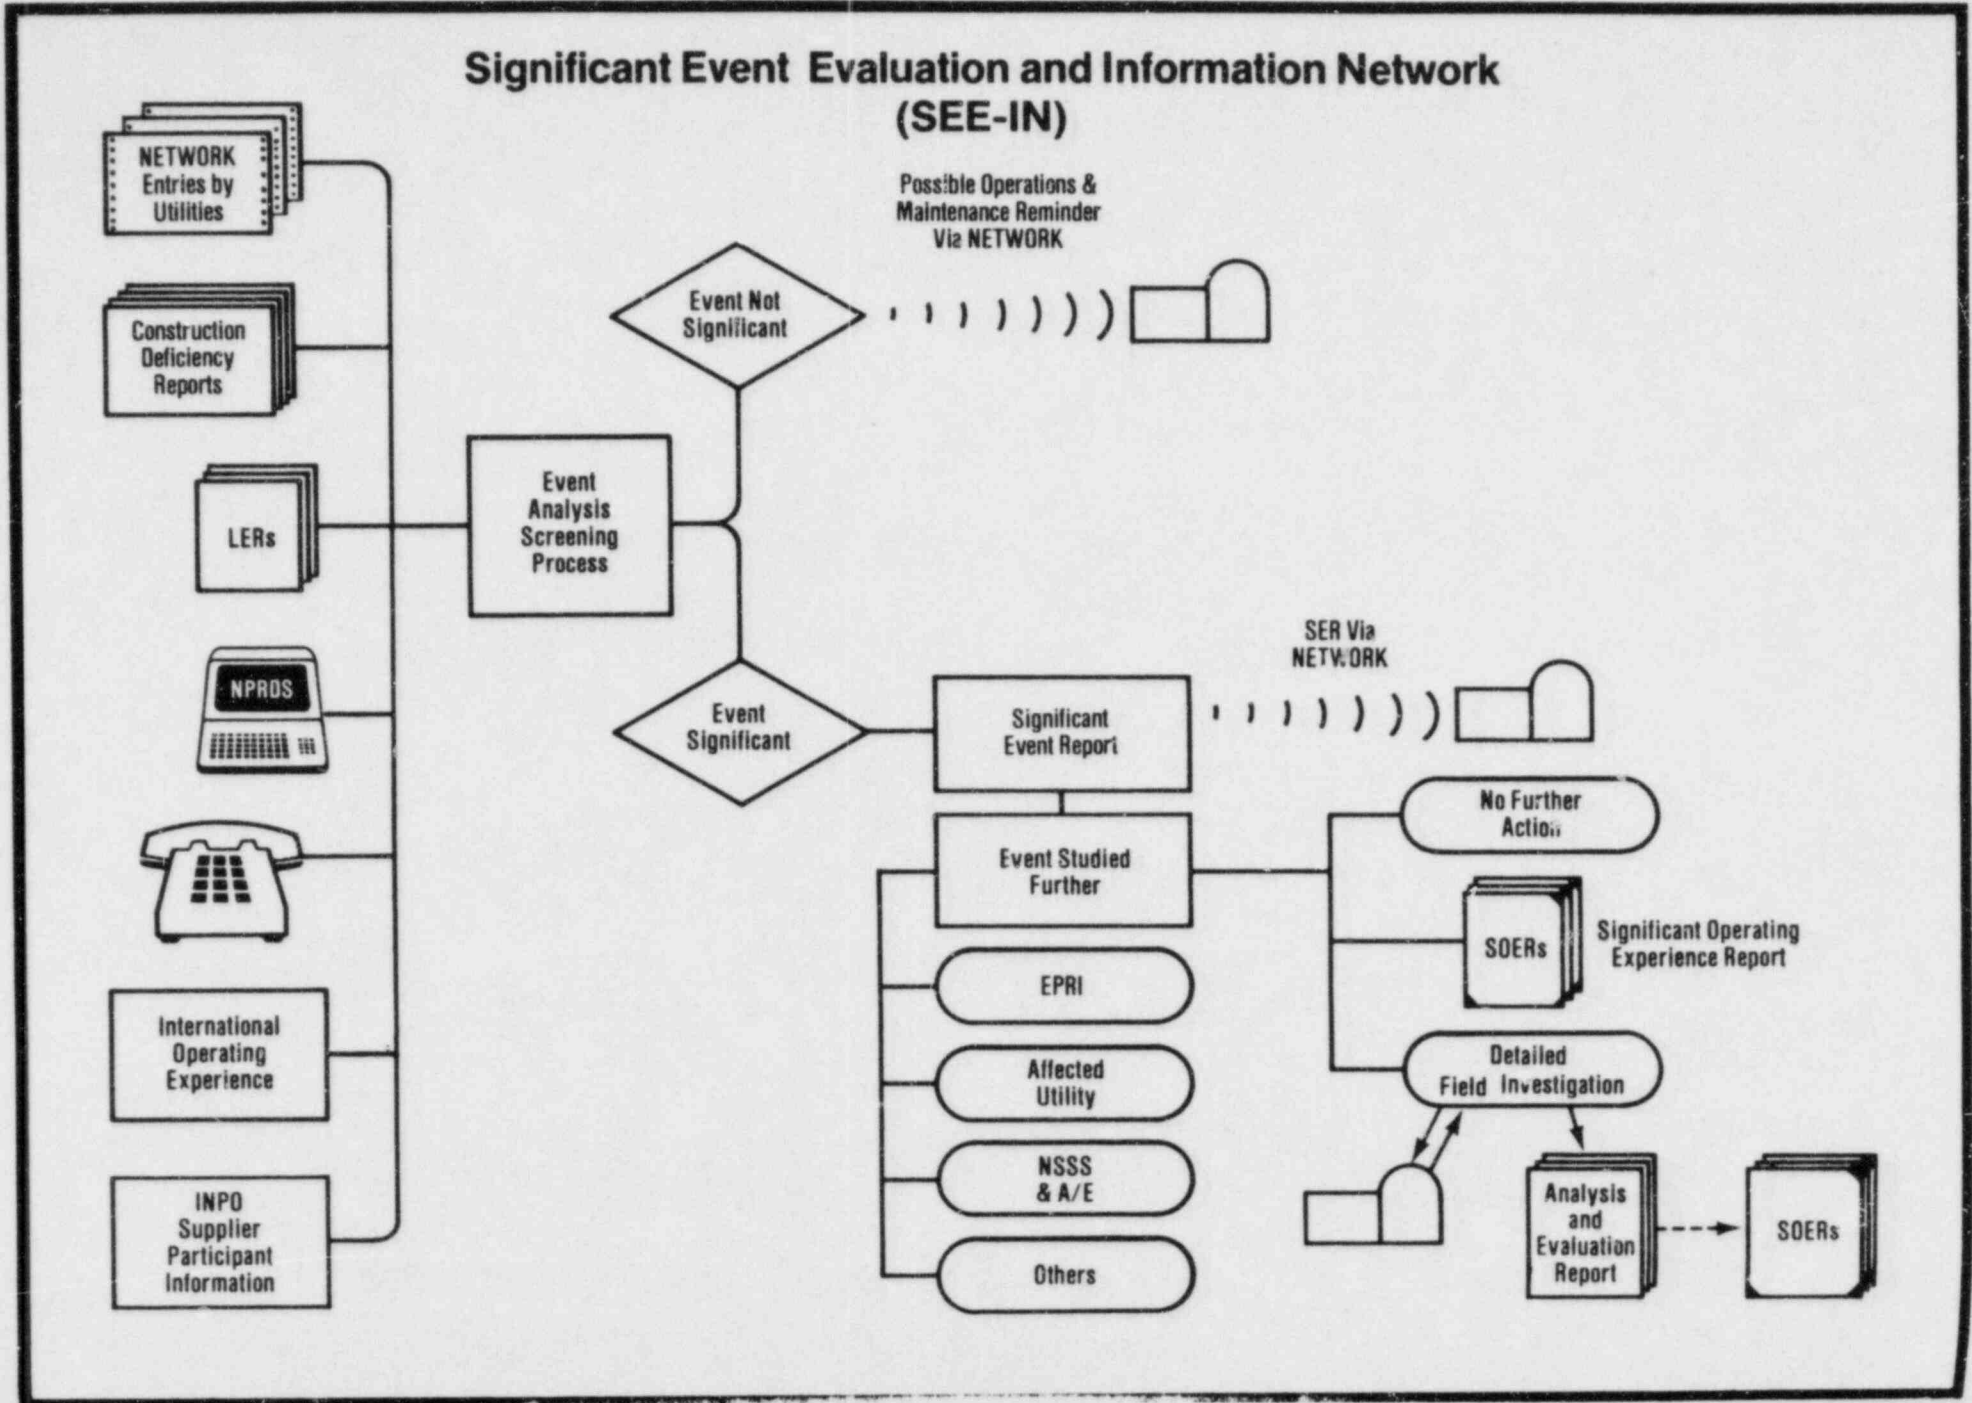 Significant Event Evaluation and Information Network
(SEE-IN)
NETWORK
Entries by
Utilities
Construction
Deficiency
Reports
LERs
NPRDS
International
Operating
Experience
INPO
Supplier
Participant
Information
Event
Analysis
Screening
Process
Event Not
Significant
Possible Operations &
Maintenance Reminder
Via NETWORK
Event
Significant
Significant
Event Report
SER Via
NETWORK
Event Studied
Further
EPRI
Affected
Utility
NSSS
& A/E
Others
No Further
Action
SOERs
Significant Operating
Experience Report
Detailed
Field Investigation
Analysis
and
Evaluation
Report
SOERs